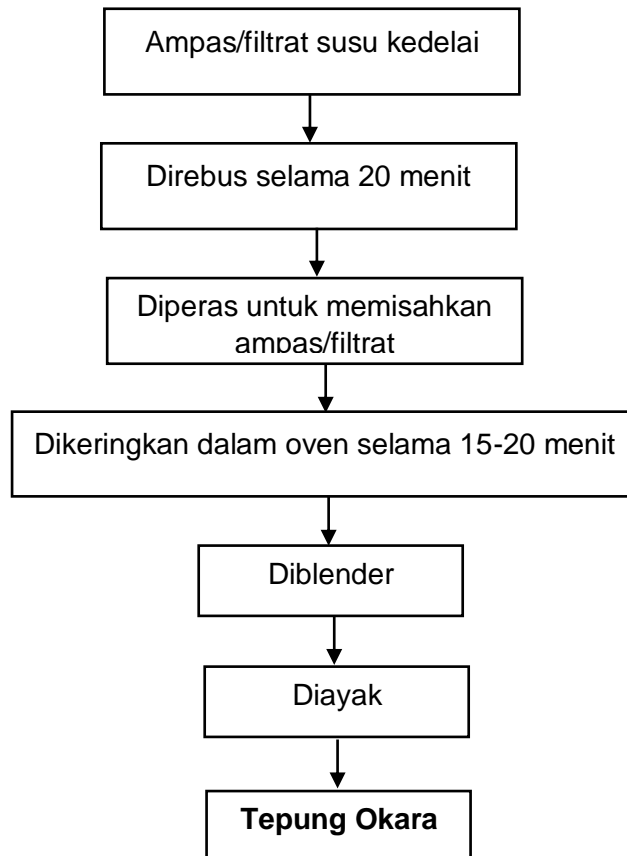 Ampas/filtrat susu kedelai
Direbus selama 20 menit
Diperas untuk memisahkan
ampas/filtrat
Dikeringkan dalam oven selama 15-20 menit
Diblender
Diayak
Tepung Okara